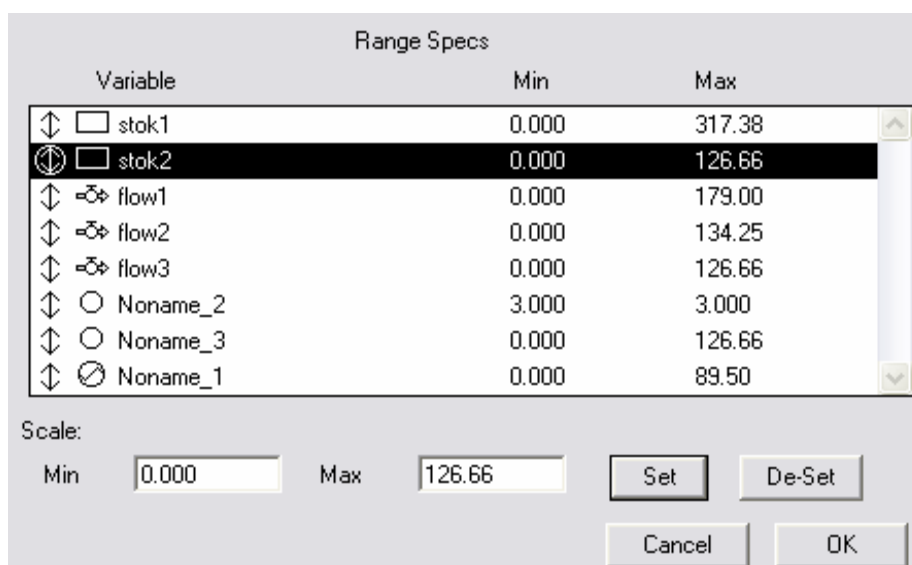 Range Specs
Variable Min Max
stok1 0.000 317.38
stok2 0.000 126.66
flow1 0.000 179.00
flow2 0.000 134.25
flow3 0.000 126.66
Noname_2 3.000 3.000
Noname_3 0.000 126.66
Noname_1 0.000 89.50
Scale:
Min 0.000 Max 126.66 Set De-Set
Cancel OK